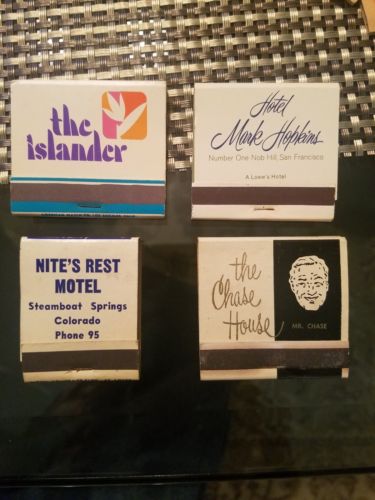 the
islander
Hotel
Mark Hopkins
Number One Nob Hill, San Francisco
A Loew's Hotel
NITE'S REST
MOTEL
Steamboat Springs
Colorado
Phone 95
the
Chase
House
MR. CHASE